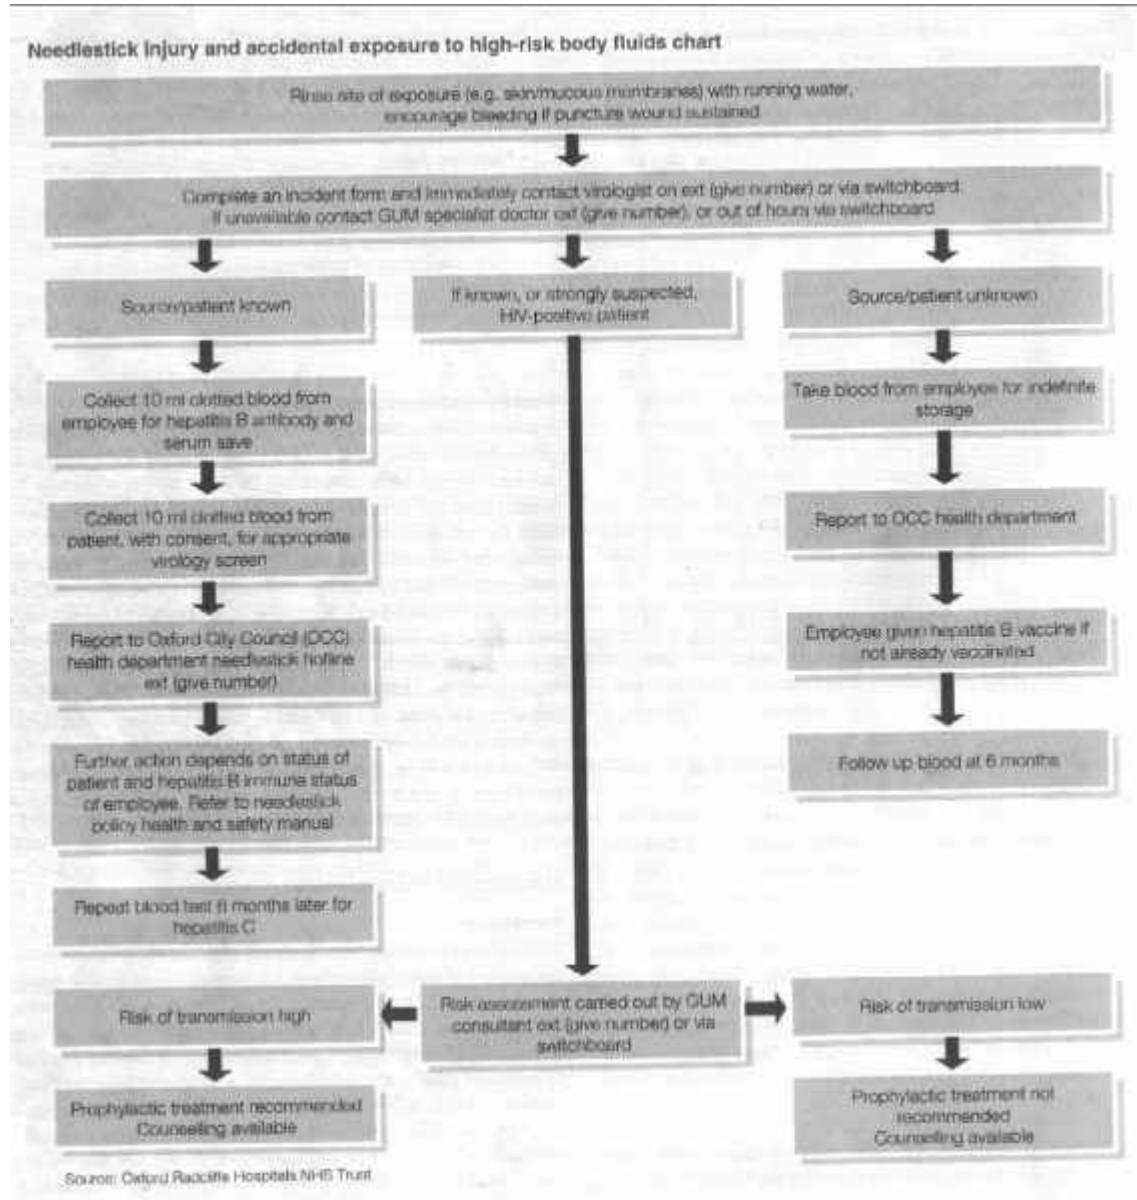 Needlestick injury and accidental exposure to high-risk body fluids chart
Rinse site of exposure (e.g. skin/mucous membranes) with running water,
encourage bleeding if puncture wound sustained
Complete an incident form and immediately contact virologist on ext (give number) or via switchboard
If unavailable contact GUM specialist doctor ext (give number), or out of hours via switchboard
Source/patient known
If known, or strongly suspected,
HIV-positive patient
Source/patient unknown
Collect 10 ml clotted blood from
employee for hepatitis B antibody and
serum save
Take blood from employee for indefinite
storage
Collect 10 ml clotted blood from
patient, with consent, for appropriate
virology screen
Report to OCC health department
Report to Oxford City Council (OCC)
health department needlestick hotline
ext (give number)
Employee given hepatitis B vaccine if
not already vaccinated
Further action depends on status of
patient and hepatitis B immune status
of employee. Refer to needlestick
policy health and safety manual
Follow up blood at 6 months
Repeat blood test 6 months later for
hepatitis C
Risk of transmission high
Risk assessment carried out by GUM
consultant ext (give number) or via
switchboard
Risk of transmission low
Prophylactic treatment recommended
Counselling available
Prophylactic treatment not
recommended
Counselling available
Source: Oxford Radcliffe Hospitals NHS Trust